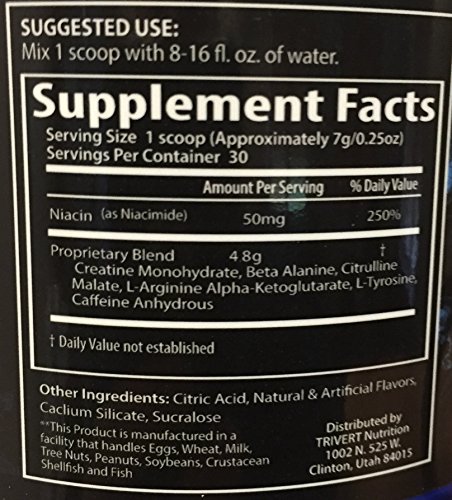 SUGGESTED USE:
Mix 1 scoop with 8-16 fl. oz. of water.
Supplement Facts
Serving Size 1 scoop (Approximately 7g/0.25oz)
Servings Per Container 30
Amount Per Serving % Daily Value
Niacin (as Niacimide) 50mg 250%
Proprietary Blend 4.8g †
Creatine Monohydrate, Beta Alanine, Citrulline
Malate, L-Arginine Alpha-Ketoglutarate, L-Tyrosine,
Caffeine Anhydrous
† Daily Value not established
Other Ingredients: Citric Acid, Natural & Artificial Flavors,
Caclium Silicate, Sucralose
**This Product is manufactured in a
facility that handles Eggs, Wheat, Milk,
Tree Nuts, Peanuts, Soybeans, Crustacean
Shellfish and Fish
Distributed by
TRIVERT Nutrition
1002 N. 525 W.
Clinton, Utah 84015